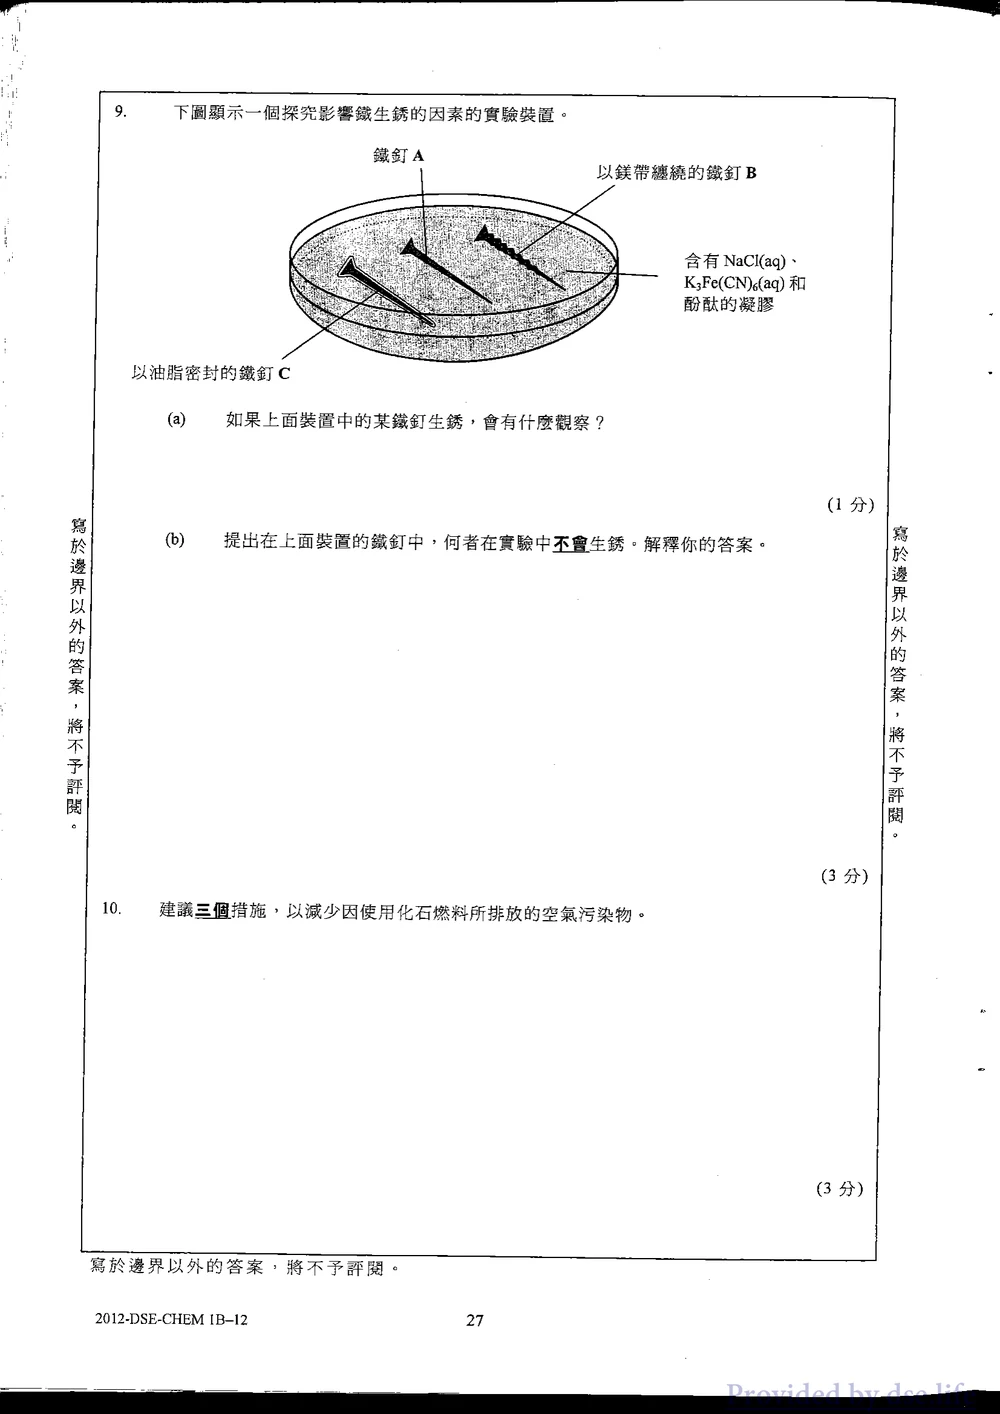 9. 下圖顯示一個探究影響鐵生銹的因素的實驗裝置。
鐵釘 A
以鎂帶纏繞的鐵釘 B
含有 NaCl(aq)、
K₃Fe(CN)₆(aq) 和
酚酞的凝膠
以油脂密封的鐵釘 C
(a) 如果上面裝置中的某鐵釘生銹,會有什麼觀察?
(1 分)
(b) 提出在上面裝置的鐵釘中,何者在實驗中不會生銹。解釋你的答案。
(3 分)
10. 建議三個措施,以減少因使用化石燃料所排放的空氣污染物。
(3 分)
寫於邊界以外的答案,將不予評閱。
寫於邊界以外的答案,將不予評閱。
寫於邊界以外的答案,將不予評閱。
2012-DSE-CHEM 1B–12
27
Provided by dse.life